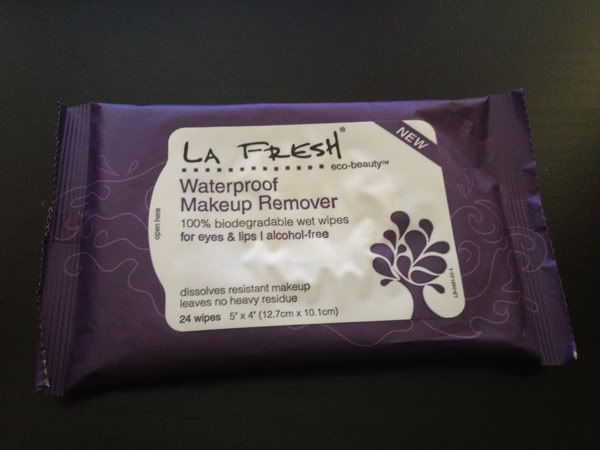 LA FRESH®
eco-beauty™
NEW
Waterproof
Makeup Remover
100% biodegradable wet wipes
for eyes & lips | alcohol-free
open here
dissolves resistant makeup
leaves no heavy residue
24 wipes 5" x 4" (12.7cm x 10.1cm)